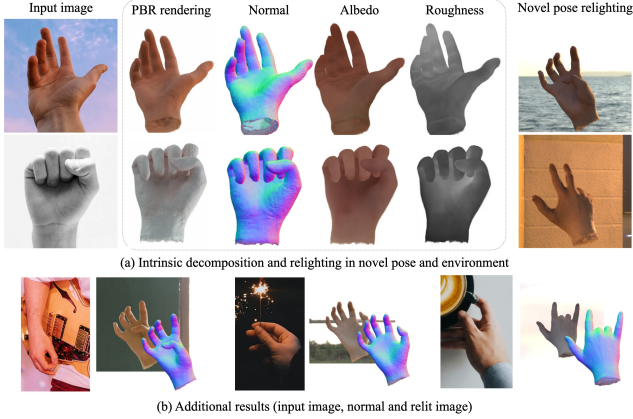 Input image
PBR rendering
Normal
Albedo
Roughness
Novel pose relighting
(a) Intrinsic decomposition and relighting in novel pose and environment
(b) Additional results (input image, normal and relit image)